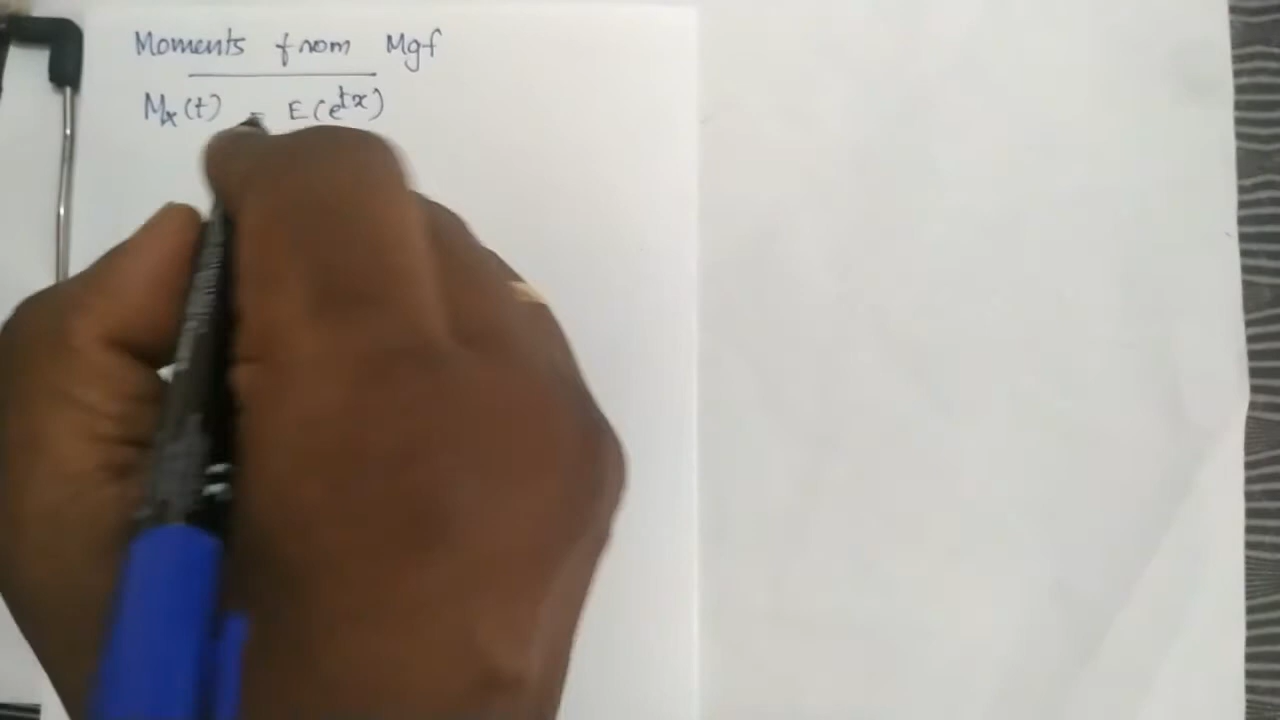 Moments from Mgf
Mx(t) = E(e^tx)